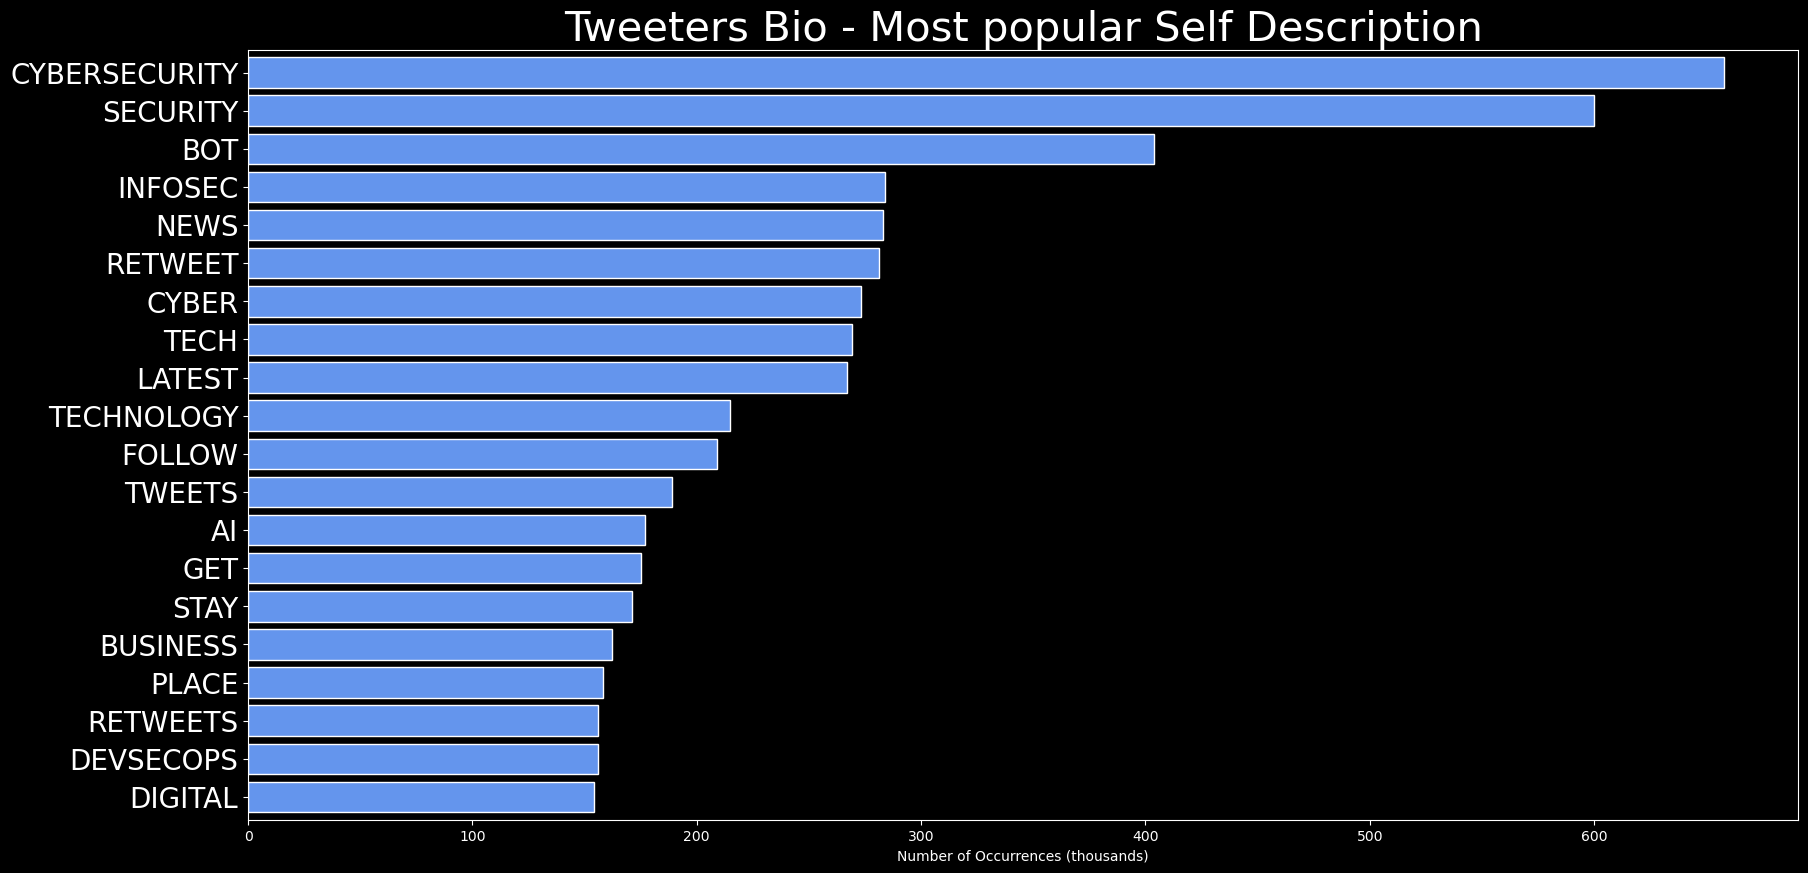 Tweeters Bio - Most popular Self Description
CYBERSECURITY
SECURITY
BOT
INFOSEC
NEWS
RETWEET
CYBER
TECH
LATEST
TECHNOLOGY
FOLLOW
TWEETS
AI
GET
STAY
BUSINESS
PLACE
RETWEETS
DEVSECOPS
DIGITAL
0 100 200 300 400 500 600
Number of Occurrences (thousands)